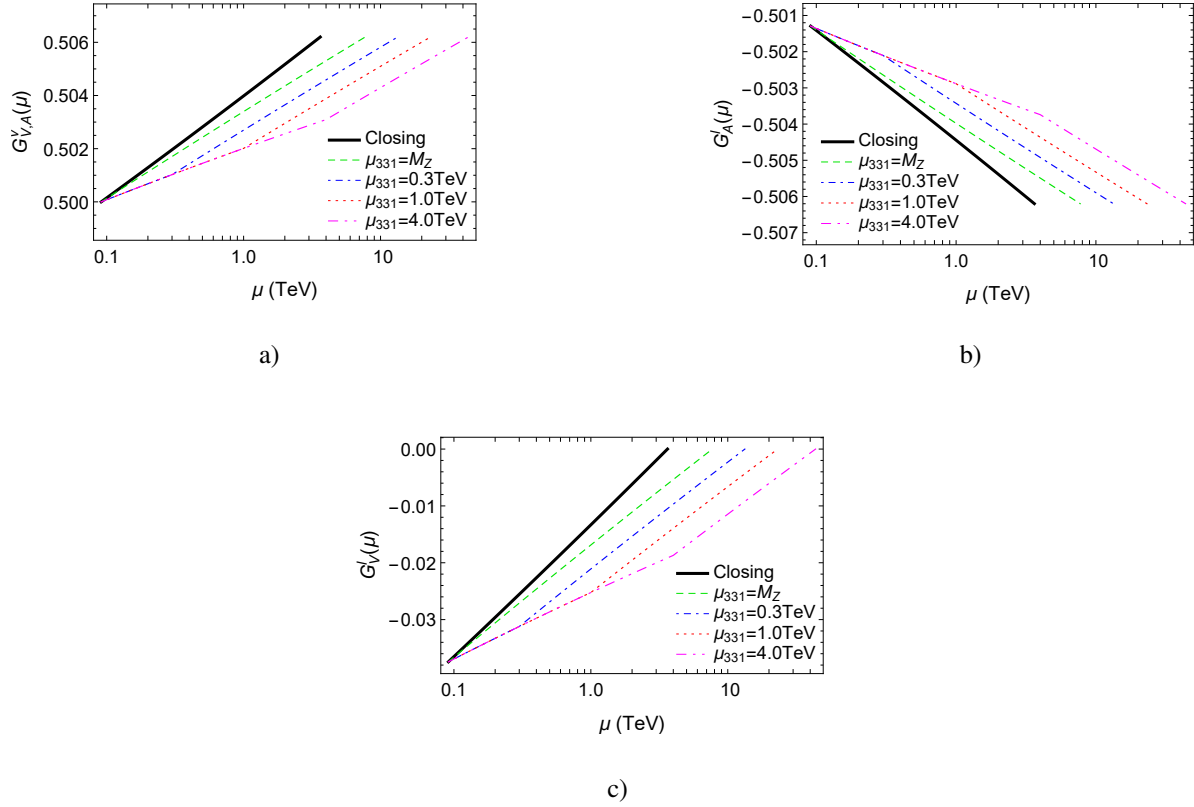 0.506
0.504
0.502
0.500
G^ν_{V,A}(μ)
Closing
μ331=MZ
μ331=0.3TeV
μ331=1.0TeV
μ331=4.0TeV
0.1 1.0 10
μ (TeV)
a)
−0.501
−0.502
−0.503
−0.504
−0.505
−0.506
−0.507
G^l_A(μ)
Closing
μ331=MZ
μ331=0.3TeV
μ331=1.0TeV
μ331=4.0TeV
0.1 1.0 10
μ (TeV)
b)
0.00
−0.01
−0.02
−0.03
G^l_V(μ)
Closing
μ331=MZ
μ331=0.3TeV
μ331=1.0TeV
μ331=4.0TeV
0.1 1.0 10
μ (TeV)
c)